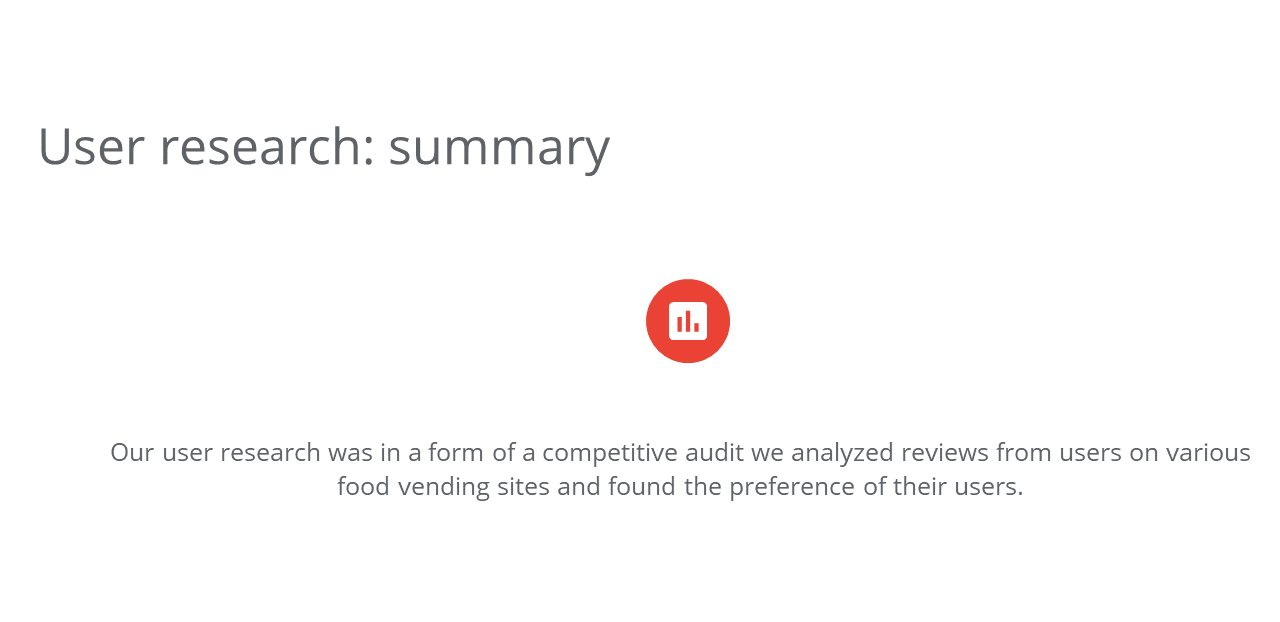 User research: summary
Our user research was in a form of a competitive audit we analyzed reviews from users on various
food vending sites and found the preference of their users.